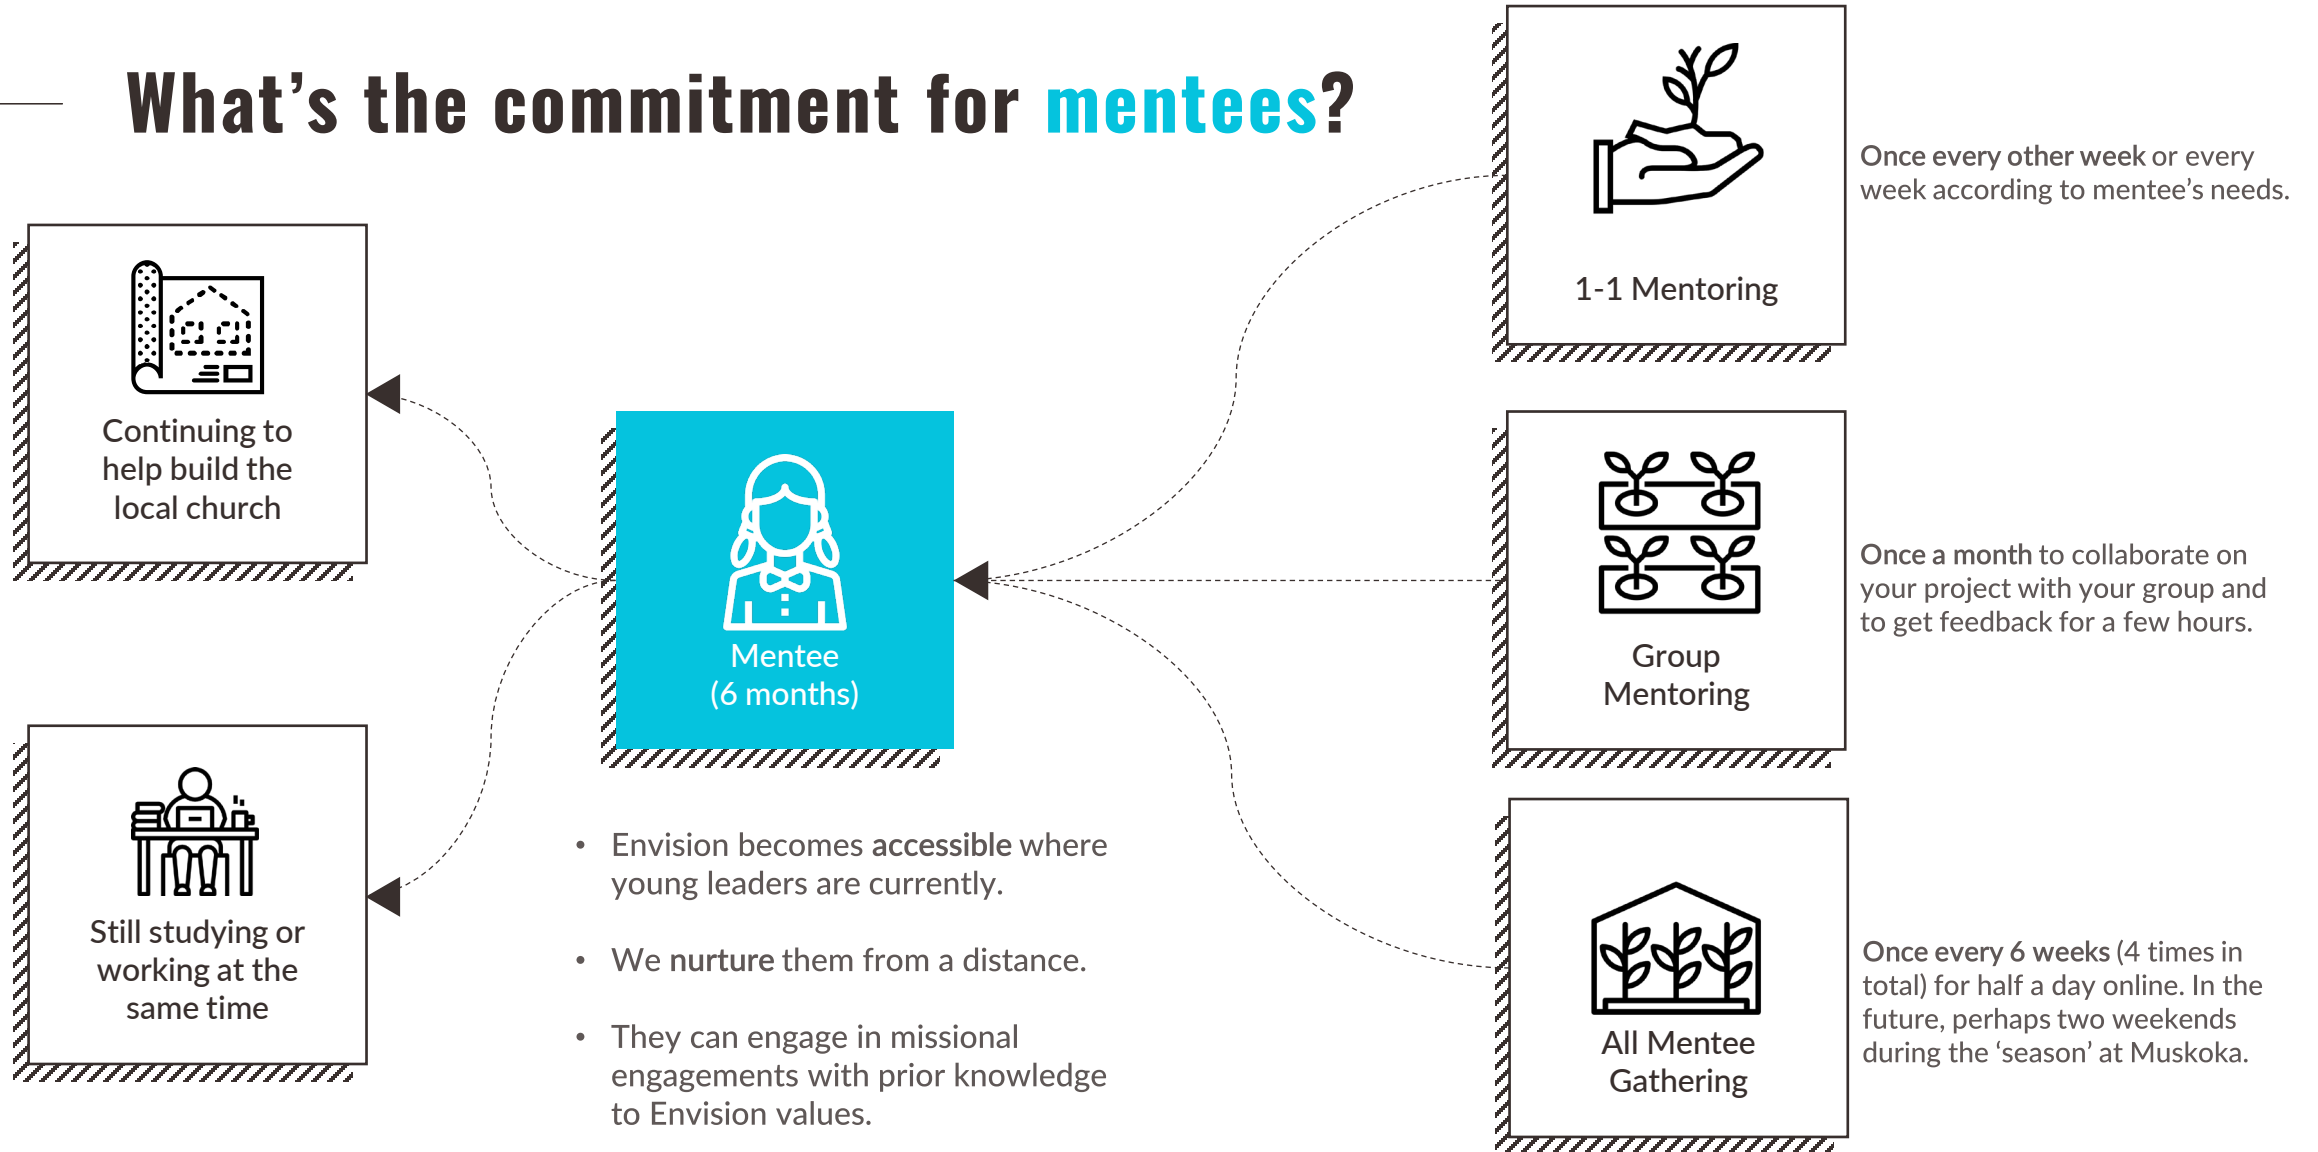 What’s the commitment for mentees?
Continuing to
help build the
local church
Still studying or
working at the
same time
Mentee
(6 months)
• Envision becomes accessible where
young leaders are currently.
• We nurture them from a distance.
• They can engage in missional
engagements with prior knowledge
to Envision values.
1-1 Mentoring
Once every other week or every
week according to mentee’s needs.
Group
Mentoring
Once a month to collaborate on
your project with your group and
to get feedback for a few hours.
All Mentee
Gathering
Once every 6 weeks (4 times in
total) for half a day online. In the
future, perhaps two weekends
during the ‘season’ at Muskoka.